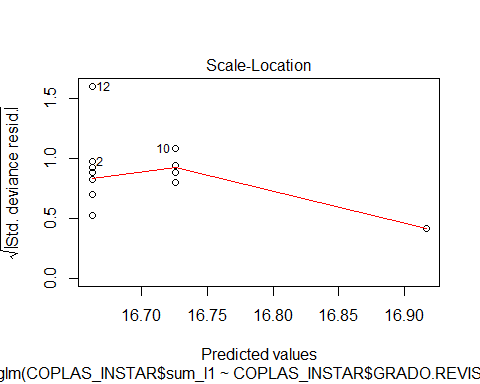 Scale-Location
√|Std. deviance resid.|
1.5
1.0
0.5
0.0
12
2
10
16.70 16.75 16.80 16.85 16.90
Predicted values
glm(COPLAS_INSTAR$sum_I1 ~ COPLAS_INSTAR$GRADO.REVIS